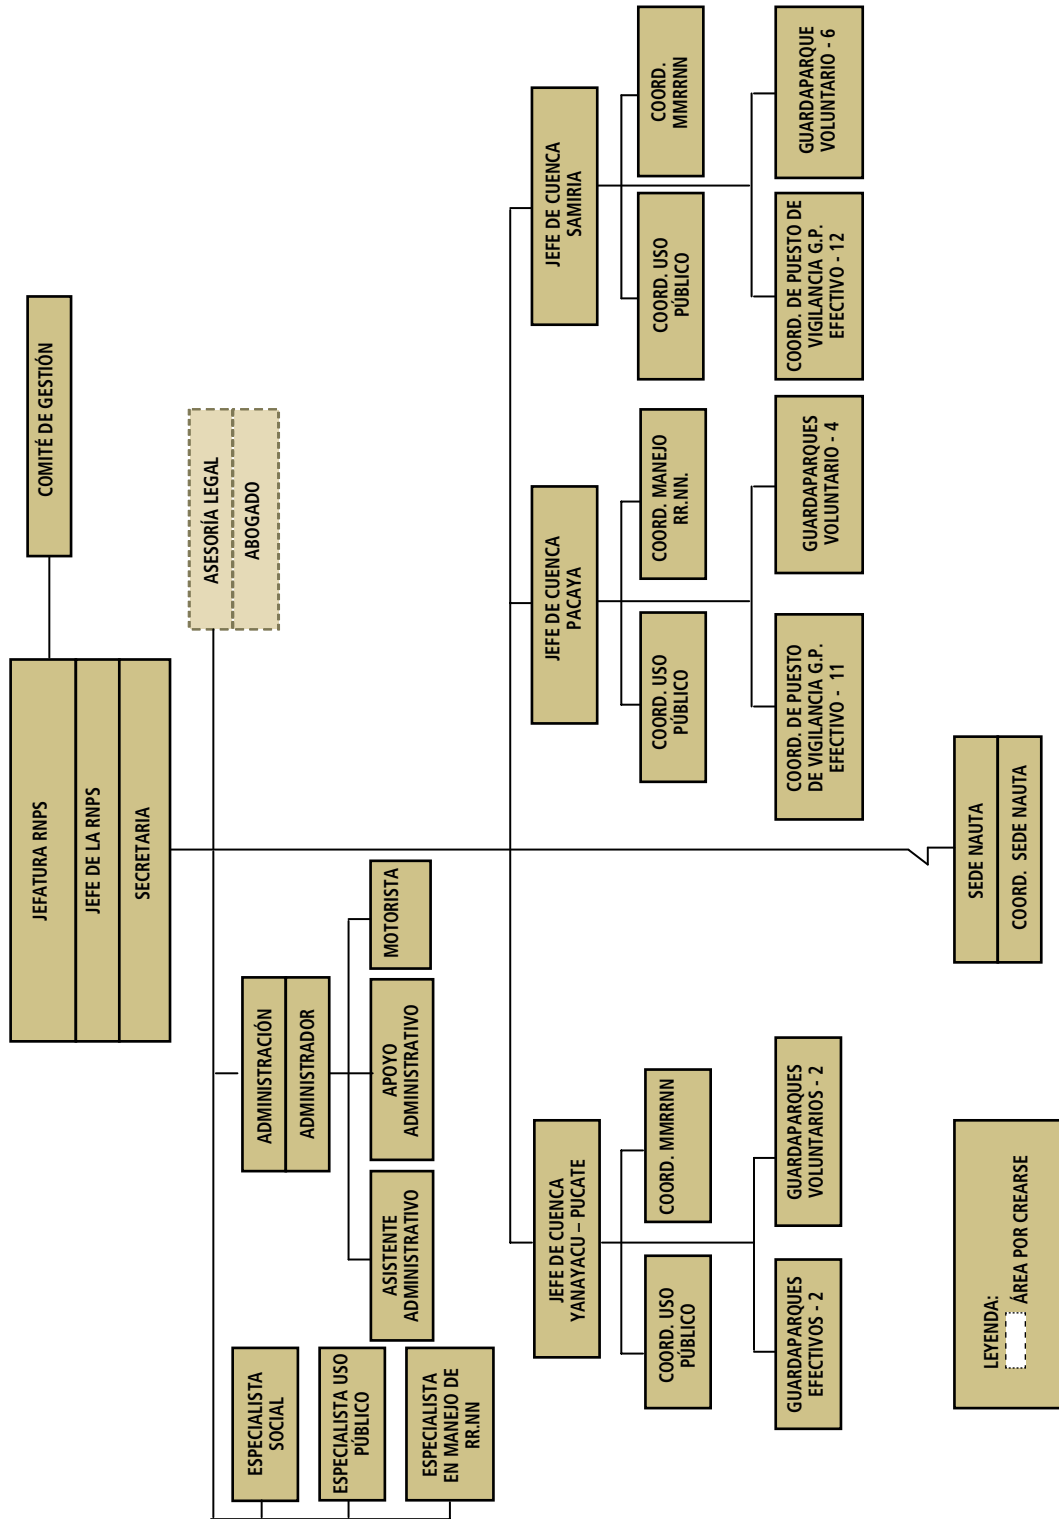 JEFATURA RNPS
JEFE DE LA RNPS
SECRETARIA
COMITÉ DE GESTIÓN
ASESORÍA LEGAL
ABOGADO
ESPECIALISTA
SOCIAL
ESPECIALISTA USO
PÚBLICO
ESPECIALISTA
EN MANEJO DE
RR.NN
ADMINISTRACIÓN
ADMINISTRADOR
ASISTENTE
ADMINISTRATIVO
APOYO
ADMINISTRATIVO
MOTORISTA
JEFE DE CUENCA
YANAYACU – PUCATE
COORD. USO
PÚBLICO
COORD. MMRRNN
GUARDAPARQUES
EFECTIVOS - 2
GUARDAPARQUES
VOLUNTARIOS - 2
JEFE DE CUENCA
PACAYA
COORD. USO
PÚBLICO
COORD. MANEJO
RR.NN.
COORD. DE PUESTO
DE VIGILANCIA G.P.
EFECTIVO - 11
GUARDAPARQUES
VOLUNTARIO - 4
JEFE DE CUENCA
SAMIRIA
COORD. USO
PÚBLICO
COORD.
MMRRNN
COORD. DE PUESTO DE
VIGILANCIA G.P.
EFECTIVO - 12
GUARDAPARQUE
VOLUNTARIO - 6
SEDE NAUTA
COORD. SEDE NAUTA
LEYENDA:
ÁREA POR CREARSE